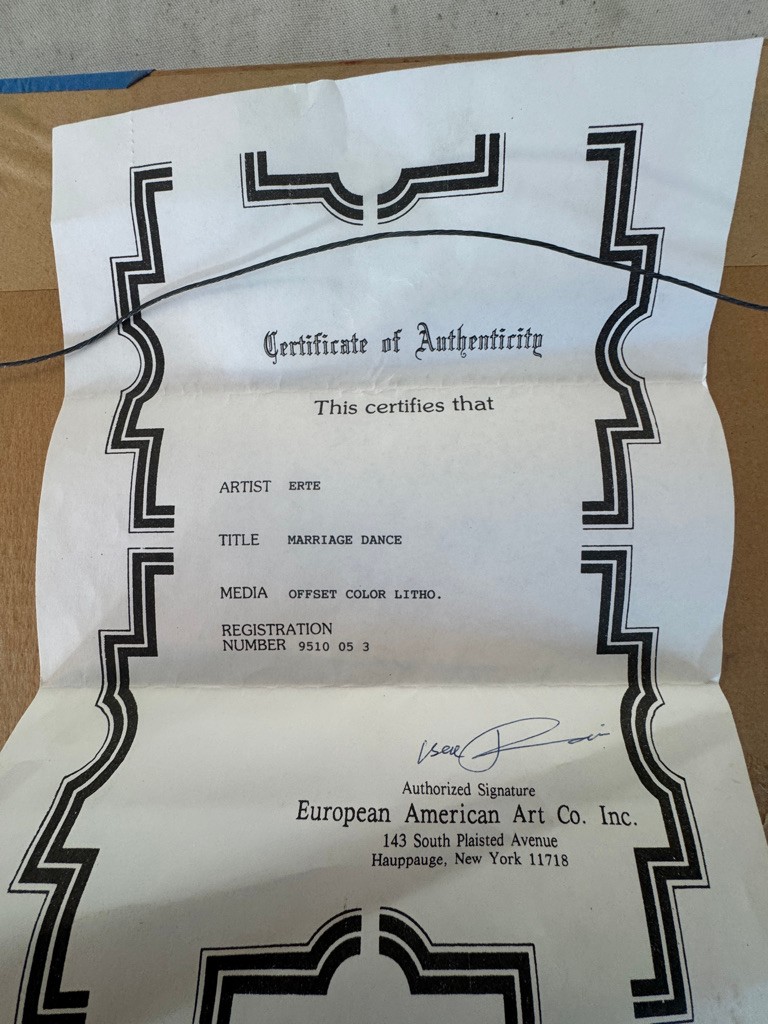 Certificate of Authenticity
This certifies that
ARTIST ERTE
TITLE MARRIAGE DANCE
MEDIA OFFSET COLOR LITHO.
REGISTRATION
NUMBER 9510 05 3
Authorized Signature
European American Art Co. Inc.
143 South Plaisted Avenue
Hauppauge, New York 11718